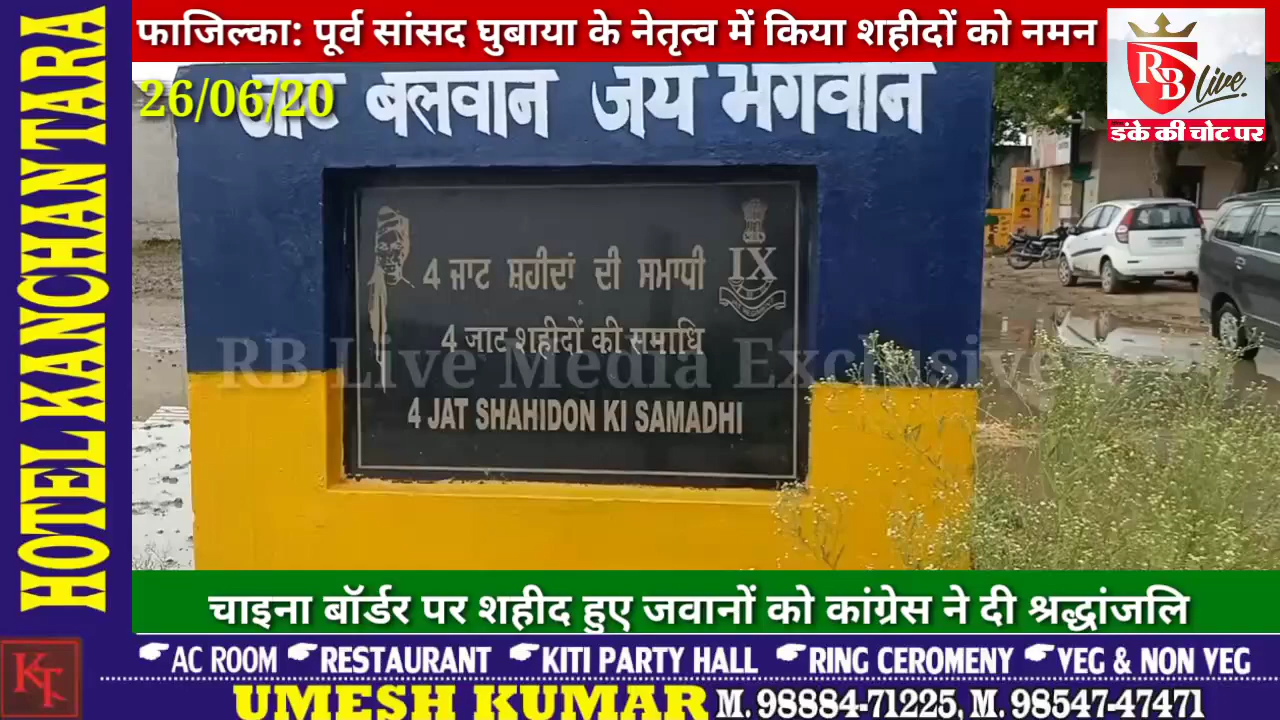 HOTEL KANCHAN TARA
फाजिल्का: पूर्व सांसद घुबाया के नेतृत्व में किया शहीदों को नमन
RB Live
डंके की चोट पर
26/06/20
जाट बलवान जय भगवान
IX
4 ਜਾਟ ਸ਼ਹੀਦਾਂ ਦੀ ਸਮਾਧੀ
4 जाट शहीदों की समाधि
RB Live Media Exclusive
4 JAT SHAHIDON KI SAMADHI
चाइना बॉर्डर पर शहीद हुए जवानों को कांग्रेस ने दी श्रद्धांजलि
KT
AC ROOM RESTAURANT KITI PARTY HALL RING CEROMENY VEG & NON VEG
UMESH KUMAR M. 98884-71225, M. 98547-47471